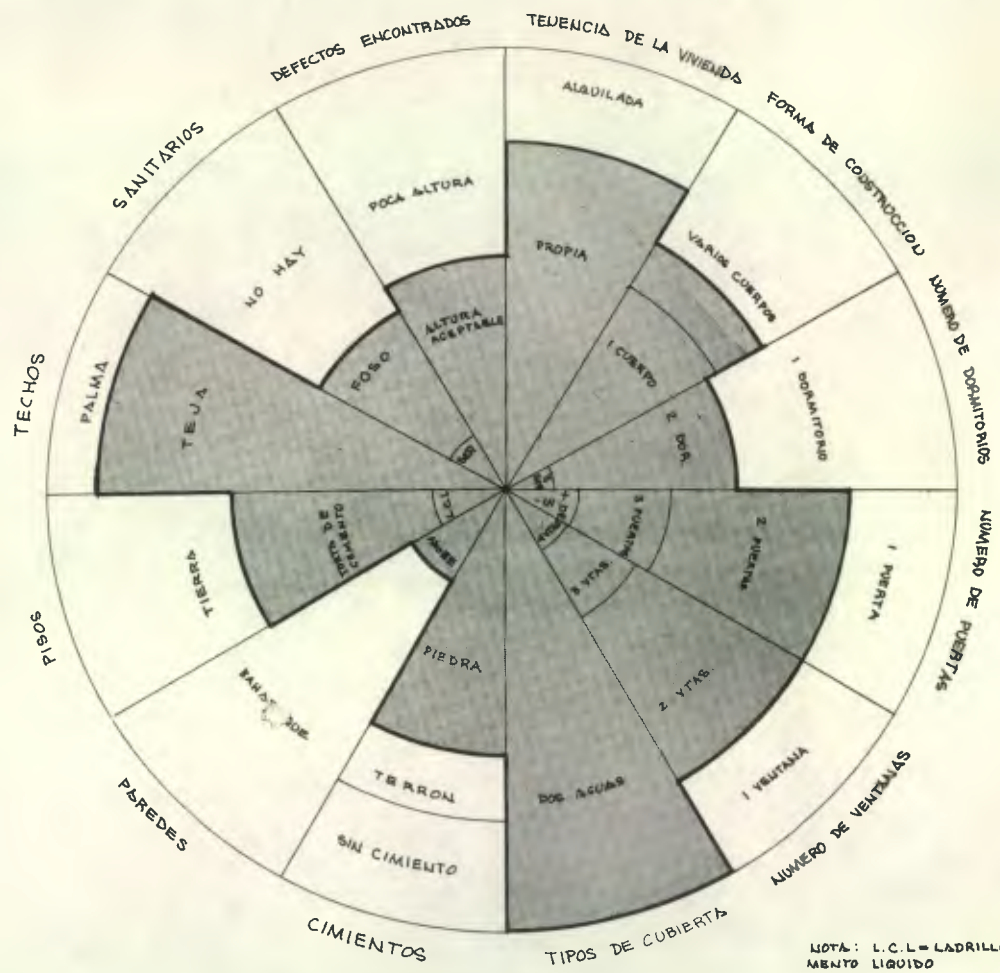 DEFECTOS ENCONTRADOS
TENENCIA DE LA VIVIENDA
FORMA DE CONSTRUCCION
NUMERO DE DORMITORIOS
NUMERO DE PUERTAS
NUMERO DE VENTANAS
TIPOS DE CUBIERTA
CIMIENTOS
PAREDES
PISOS
TECHOS
SANITARIOS
POCA ALTURA
ALTURA
ACEPTABLE
ALQUILADA
PROPIA
VARIOS CUERPOS
1 CUERPO
1 DORMITORIO
2 DOR.
1 PUERTA
2 PUERTAS
3 PUERTAS
1 VENTANA
2 VTAS.
3 VTAS.
DOS AGUAS
PIEDRA
TERRON
SIN CIMIENTO
TIERRA
TORTA DE
CEMENTO
L.C.L
PALMA
TEJA
NO HAY
FOSO
NOTA: L.C.L = LADRILLO
MENTO LIQUIDO